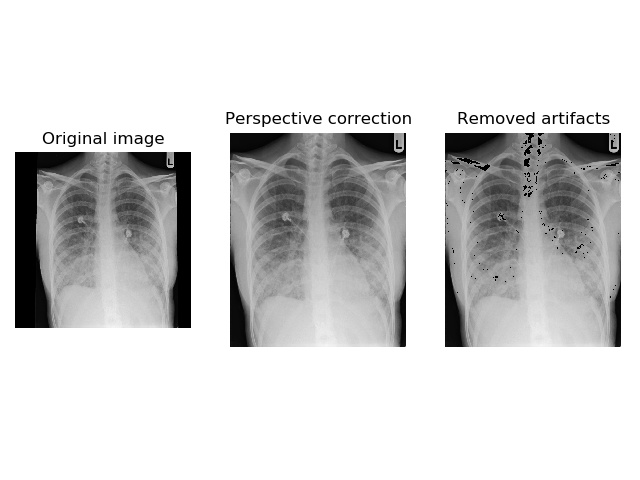 Original image
Perspective correction
Removed artifacts
L
L
L